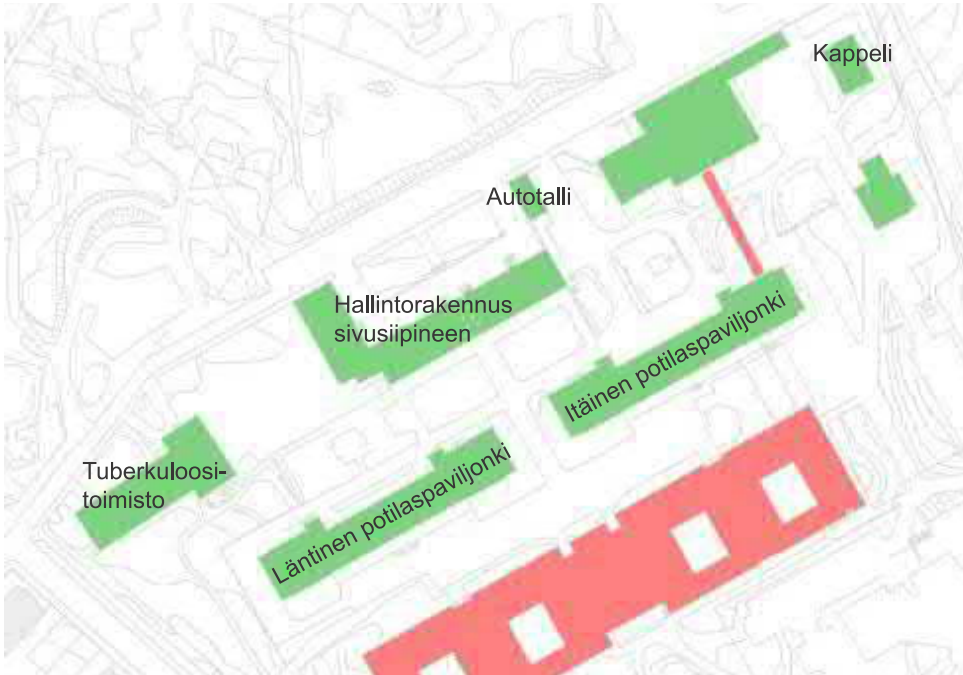 Kappeli
Autotalli
Hallintorakennus
sivusiipineen
Itäinen potilaspaviljonki
Tuberkuloosi-
toimisto
Läntinen potilaspaviljonki